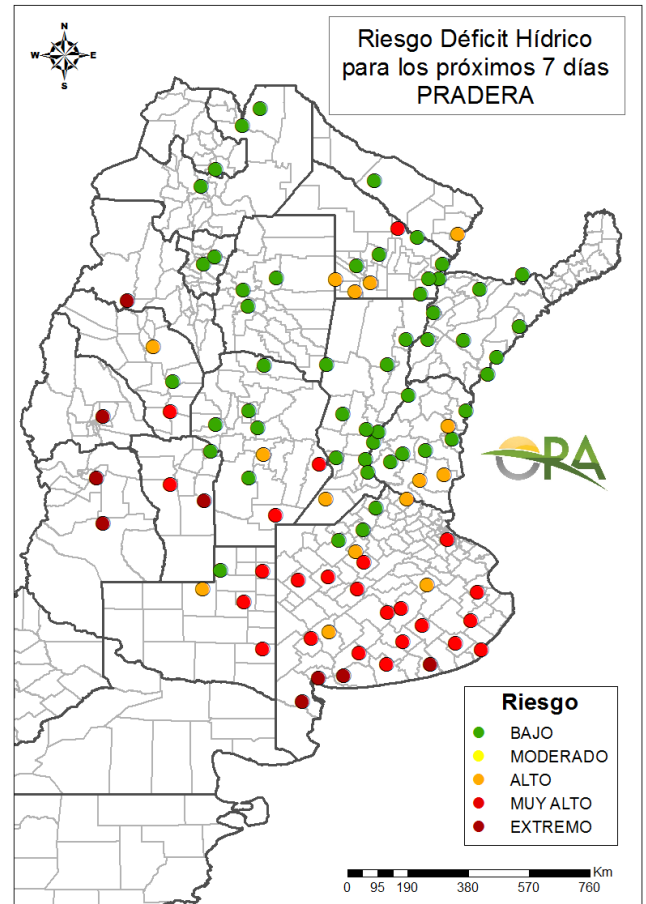 Riesgo Déficit Hídrico
para los próximos 7 días
PRADERA
N
W
E
S
ORA
Riesgo
BAJO
MODERADO
ALTO
MUY ALTO
EXTREMO
Km
0 95 190 380 570 760